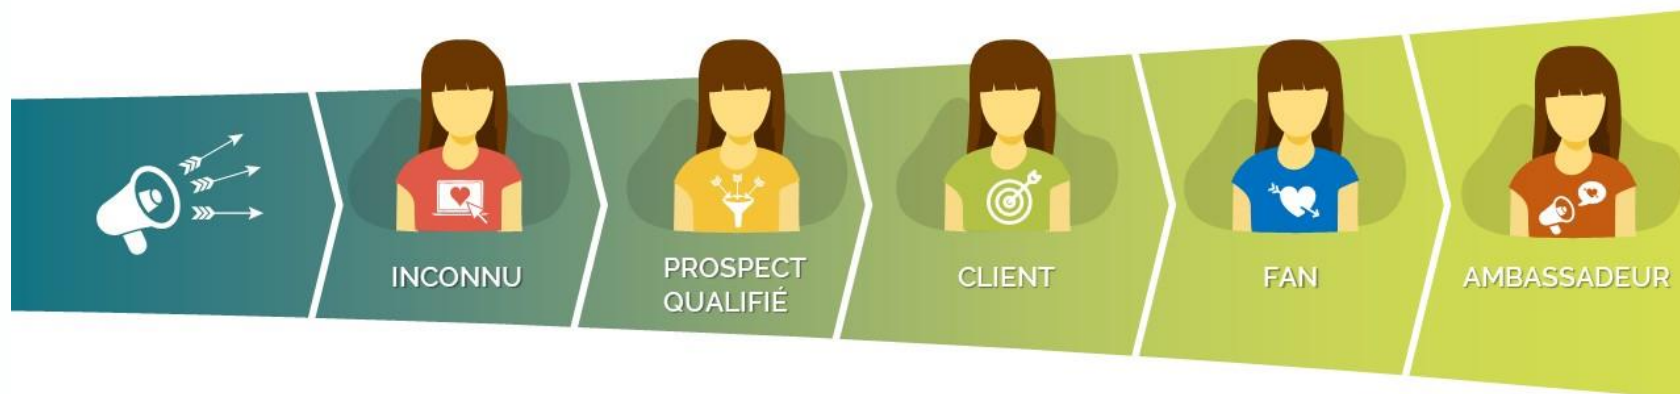 INCONNU
PROSPECT
QUALIFIÉ
CLIENT
FAN
AMBASSADEUR